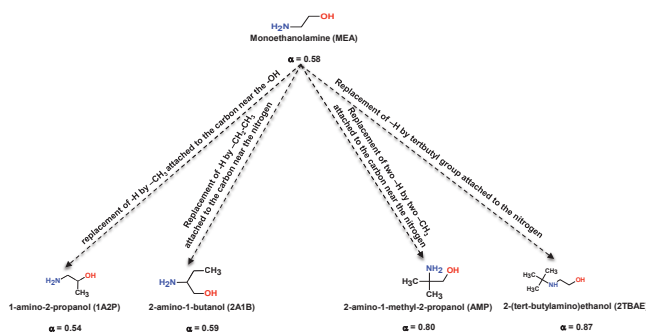 H₂N OH
Monoethanolamine (MEA)
α = 0.58
replacement of -H by –CH₃ attached to the carbon near the -OH
Replacement of -H by –CH₂-CH₃
attached to the carbon near the nitrogen
Replacement of two –H by two –CH₃
attached to the carbon near the nitrogen
Replacement of –H by tertbutyl group attached to the nitrogen
H₂N OH
CH₃
1-amino-2-propanol (1A2P)
α = 0.54
CH₃
H₂N
OH
2-amino-1-butanol (2A1B)
α = 0.59
NH₂ OH
H₃C
CH₃
2-amino-1-methyl-2-propanol (AMP)
α = 0.80
CH₃
H₃C OH
H₃C NH
2-(tert-butylamino)ethanol (2TBAE)
α = 0.87